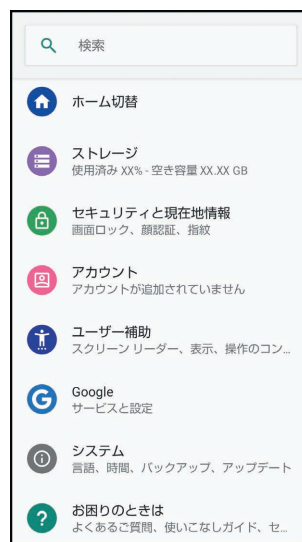 検索
ホーム切替
ストレージ
使用済み XX% - 空き容量 XX.XX GB
セキュリティと現在地情報
画面ロック、顔認証、指紋
アカウント
アカウントが追加されていません
ユーザー補助
スクリーン リーダー、表示、操作のコン...
Google
サービスと設定
システム
言語、時間、バックアップ、アップデート
お困りのときは
よくあるご質問、使いこなしガイド、セ...